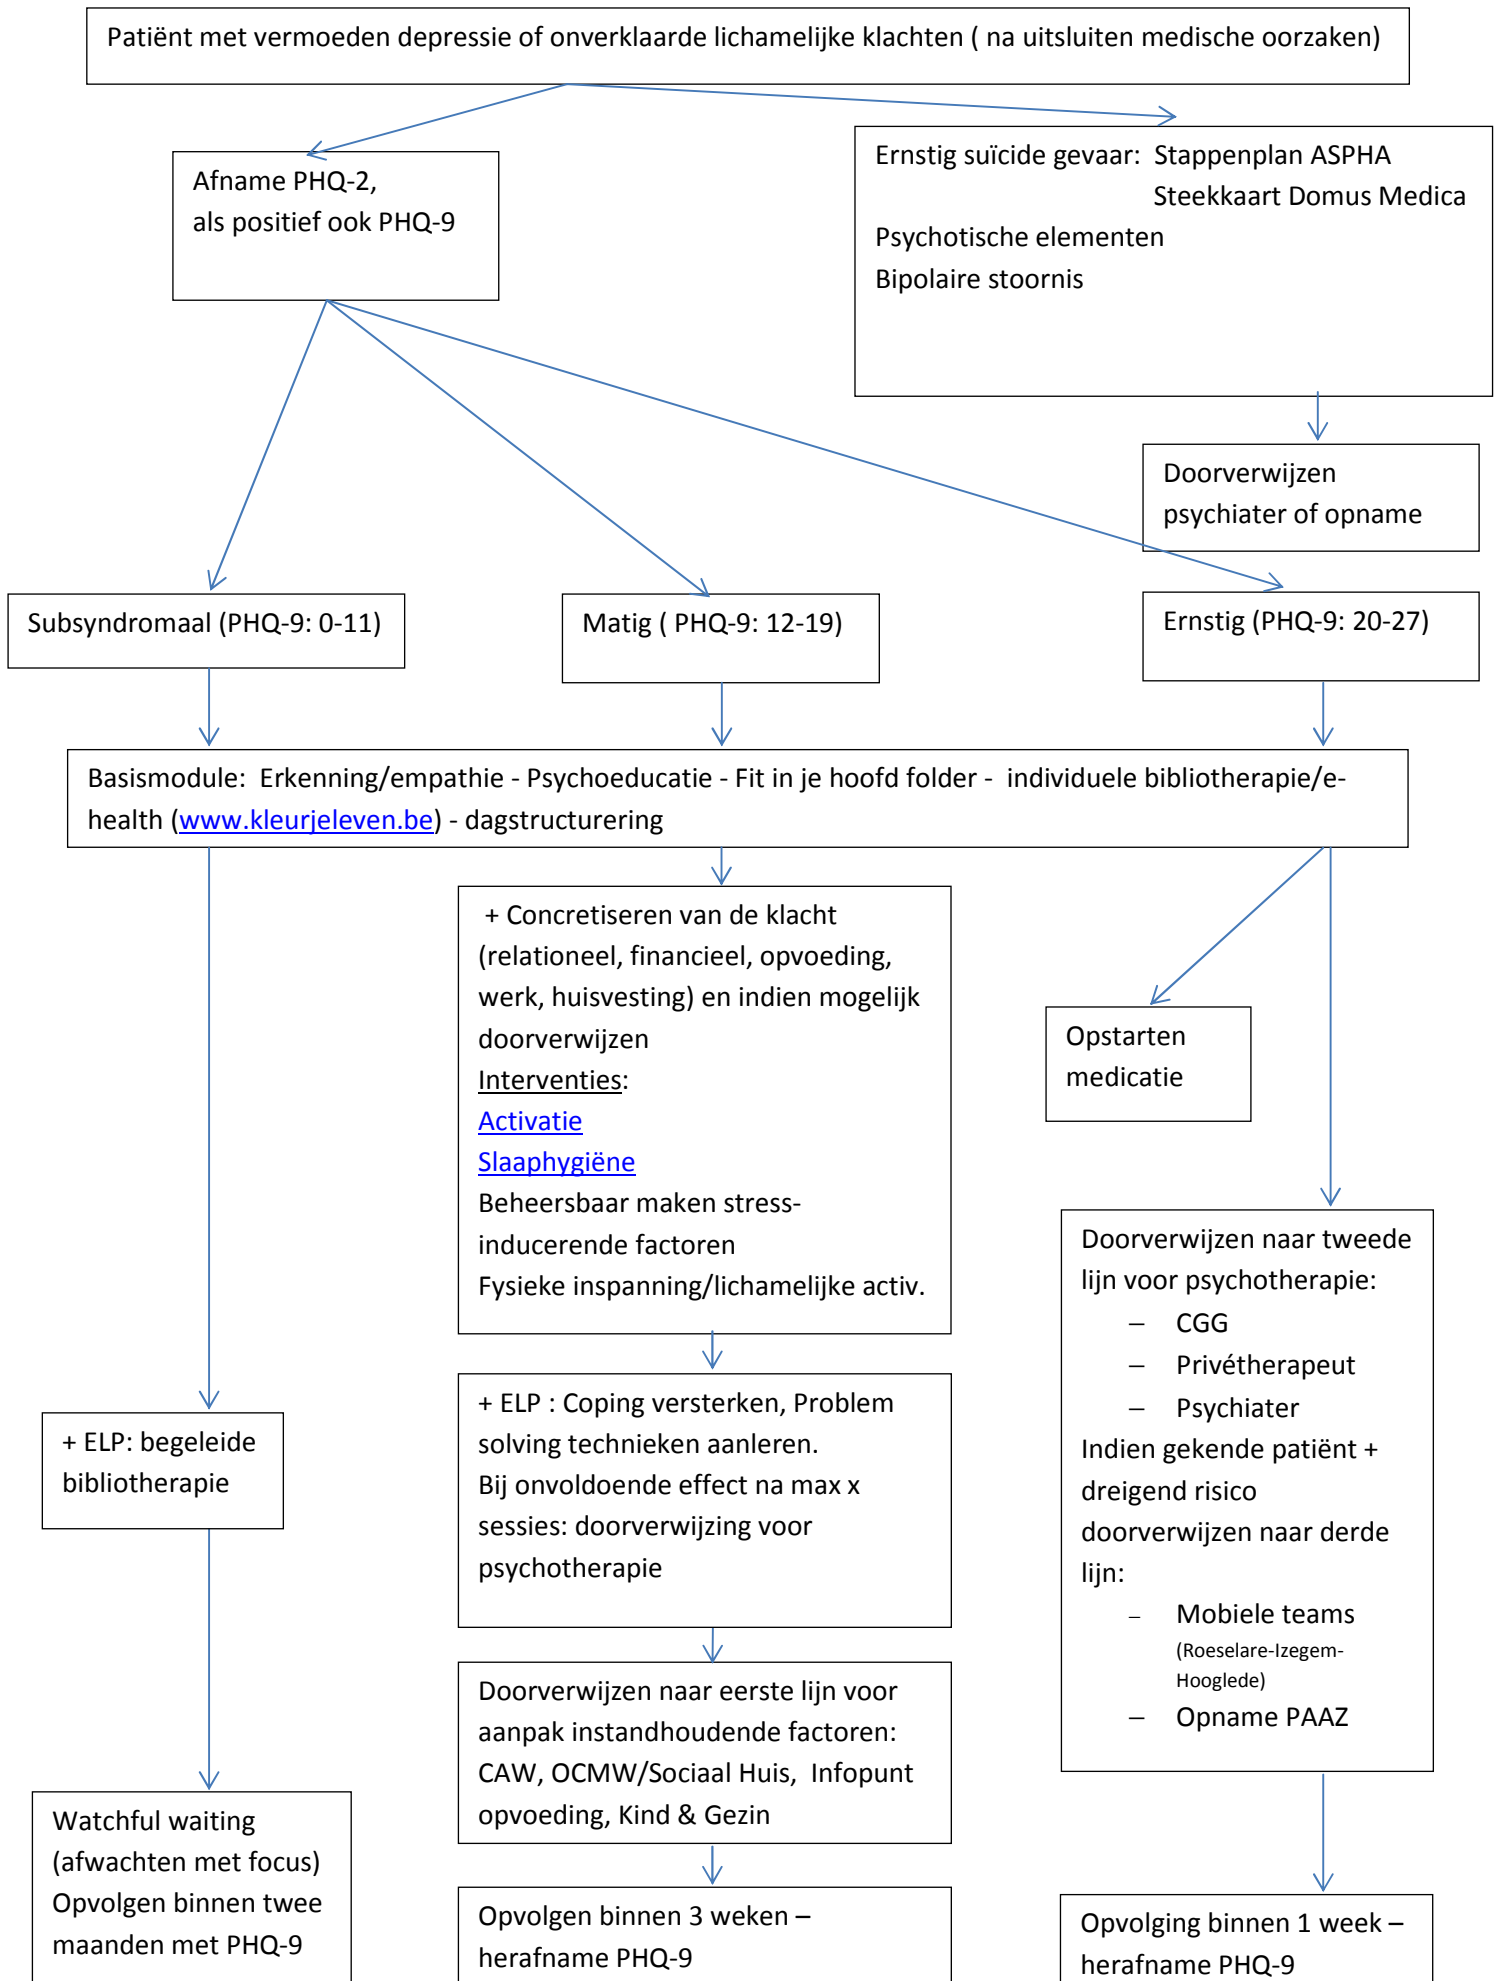 Patiënt met vermoeden depressie of onverklaarde lichamelijke klachten ( na uitsluiten medische oorzaken)
Afname PHQ-2,
als positief ook PHQ-9
Ernstig suïcide gevaar: Stappenplan ASPHA
Steekkaart Domus Medica
Psychotische elementen
Bipolaire stoornis
Doorverwijzen
psychiater of opname
Subsyndromaal (PHQ-9: 0-11)
Matig ( PHQ-9: 12-19)
Ernstig (PHQ-9: 20-27)
Basismodule: Erkenning/empathie - Psychoeducatie - Fit in je hoofd folder - individuele bibliotherapie/e-
health (www.kleurjeleven.be) - dagstructurering
+ Concretiseren van de klacht
(relationeel, financieel, opvoeding,
werk, huisvesting) en indien mogelijk
doorverwijzen
Interventies:
Activatie
Slaaphygiëne
Beheersbaar maken stress-
inducerende factoren
Fysieke inspanning/lichamelijke activ.
Opstarten
medicatie
+ ELP: begeleide
bibliotherapie
+ ELP : Coping versterken, Problem
solving technieken aanleren.
Bij onvoldoende effect na max x
sessies: doorverwijzing voor
psychotherapie
Doorverwijzen naar tweede
lijn voor psychotherapie:
– CGG
– Privétherapeut
– Psychiater
Indien gekende patiënt +
dreigend risico
doorverwijzen naar derde
lijn:
– Mobiele teams
(Roeselare-Izegem-
Hooglede)
– Opname PAAZ
Doorverwijzen naar eerste lijn voor
aanpak instandhoudende factoren:
CAW, OCMW/Sociaal Huis, Infopunt
opvoeding, Kind & Gezin
Watchful waiting
(afwachten met focus)
Opvolgen binnen twee
maanden met PHQ-9
Opvolgen binnen 3 weken –
herafname PHQ-9
Opvolging binnen 1 week –
herafname PHQ-9